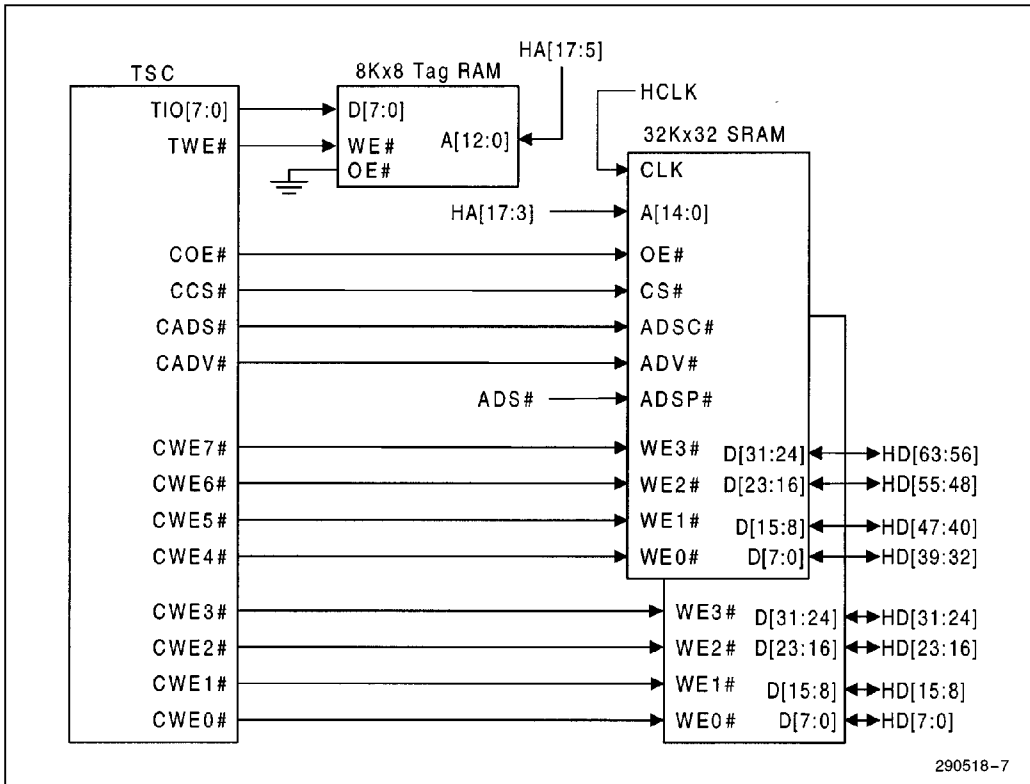 HA[17:5]
TSC
8Kx8 Tag RAM
TIO[7:0]
D[7:0]
HCLK
TWE#
WE#
A[12:0]
OE#
32Kx32 SRAM
CLK
HA[17:3]
A[14:0]
COE#
OE#
CCS#
CS#
CADS#
ADSC#
CADV#
ADV#
ADS#
ADSP#
CWE7#
WE3#
D[31:24]
HD[63:56]
CWE6#
WE2#
D[23:16]
HD[55:48]
CWE5#
WE1#
D[15:8]
HD[47:40]
CWE4#
WE0#
D[7:0]
HD[39:32]
CWE3#
WE3#
D[31:24]
HD[31:24]
CWE2#
WE2#
D[23:16]
HD[23:16]
CWE1#
WE1#
D[15:8]
HD[15:8]
CWE0#
WE0#
D[7:0]
HD[7:0]
290518-7